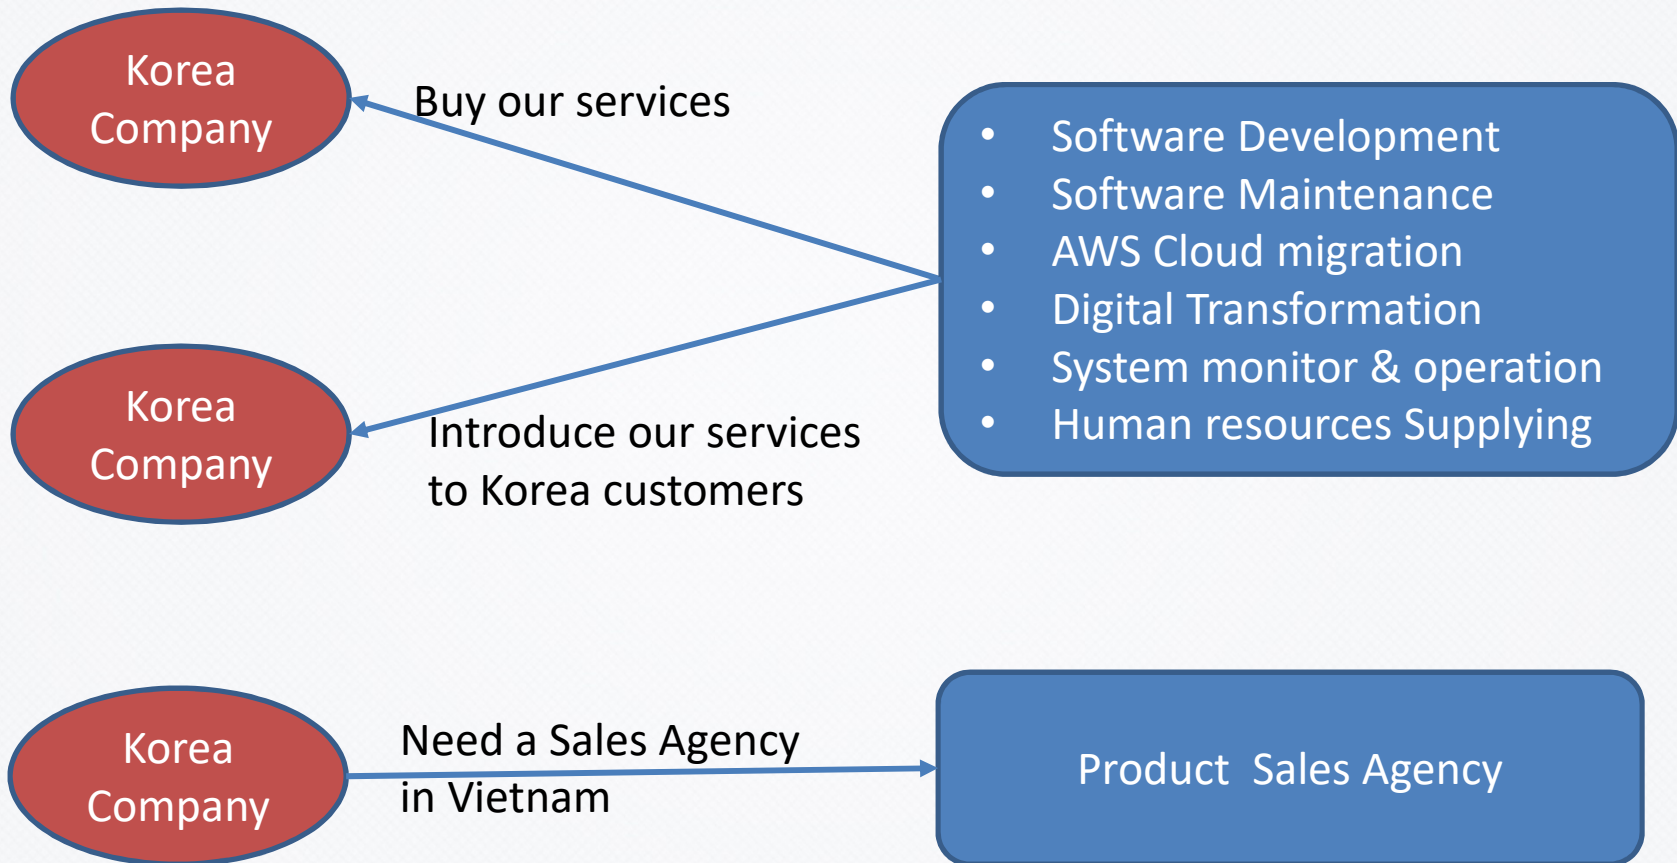 Korea
Company
Buy our services
• Software Development
• Software Maintenance
• AWS Cloud migration
• Digital Transformation
• System monitor & operation
• Human resources Supplying
Korea
Company
Introduce our services
to Korea customers
Korea
Company
Need a Sales Agency
in Vietnam
Product  Sales Agency